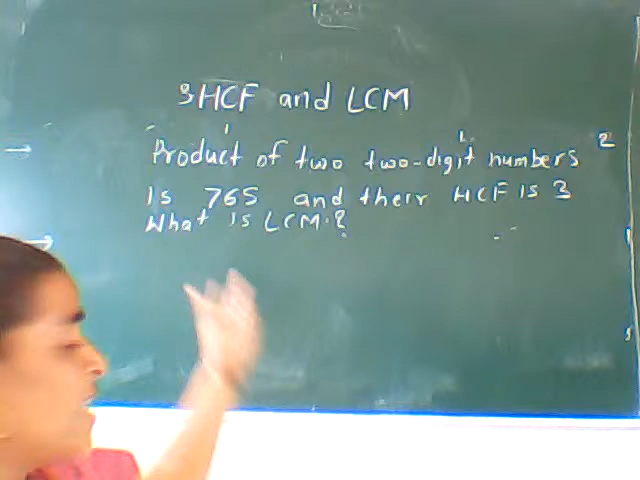 HCF and LCM
Product of two two-digit numbers
Is 765 and their HCF is 3
What is LCM.?